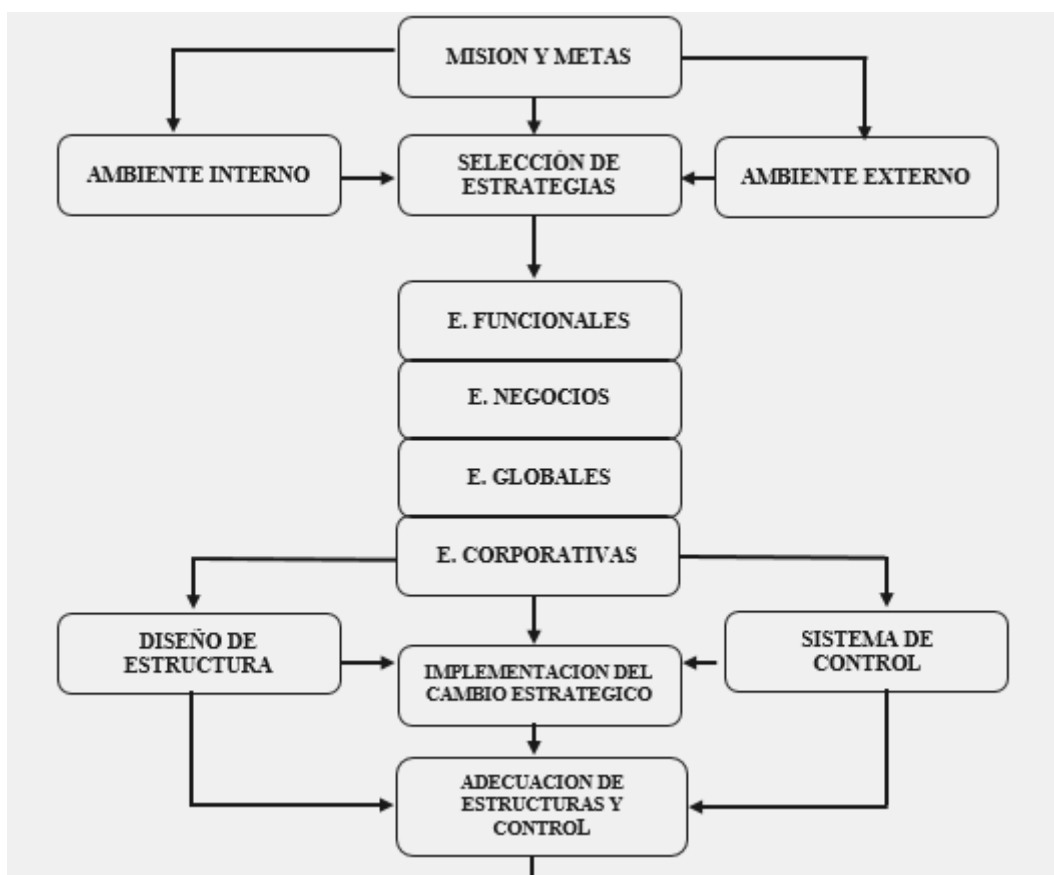 MISION Y METAS
AMBIENTE INTERNO
SELECCIÓN DE
ESTRATEGIAS
AMBIENTE EXTERNO
E. FUNCIONALES
E. NEGOCIOS
E. GLOBALES
E. CORPORATIVAS
DISEÑO DE
ESTRUCTURA
IMPLEMENTACION DEL
CAMBIO ESTRATEGICO
SISTEMA DE
CONTROL
ADECUACION DE
ESTRUCTURAS Y
CONTROL